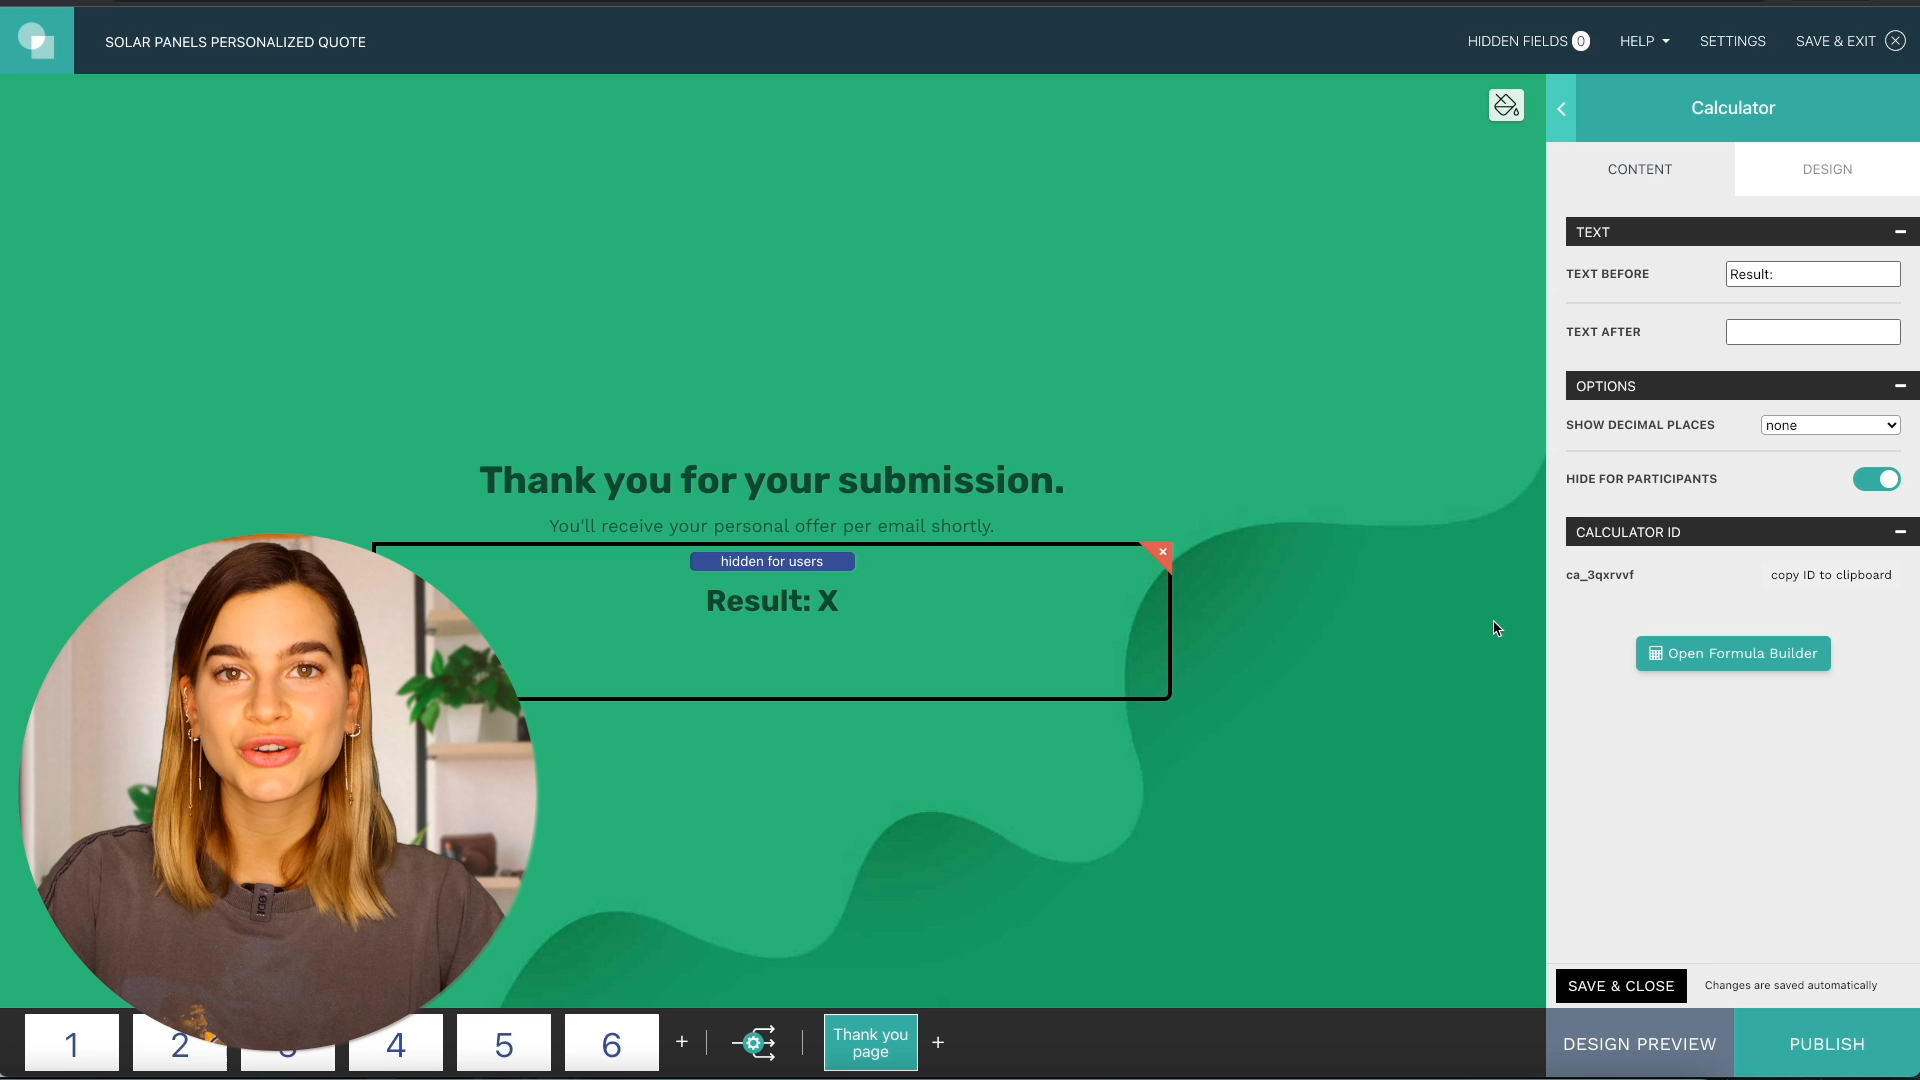 SOLAR PANELS PERSONALIZED QUOTE
HIDDEN FIELDS 0
HELP
SETTINGS
SAVE & EXIT
Calculator
CONTENT
DESIGN
TEXT
TEXT BEFORE
Result:
TEXT AFTER
OPTIONS
SHOW DECIMAL PLACES
none
HIDE FOR PARTICIPANTS
CALCULATOR ID
ca_3qxrvvf
copy ID to clipboard
Open Formula Builder
Thank you for your submission.
You'll receive your personal offer per email shortly.
hidden for users
Result: X
SAVE & CLOSE
Changes are saved automatically
1
2
4
5
6
+
Thank you
page
+
DESIGN PREVIEW
PUBLISH